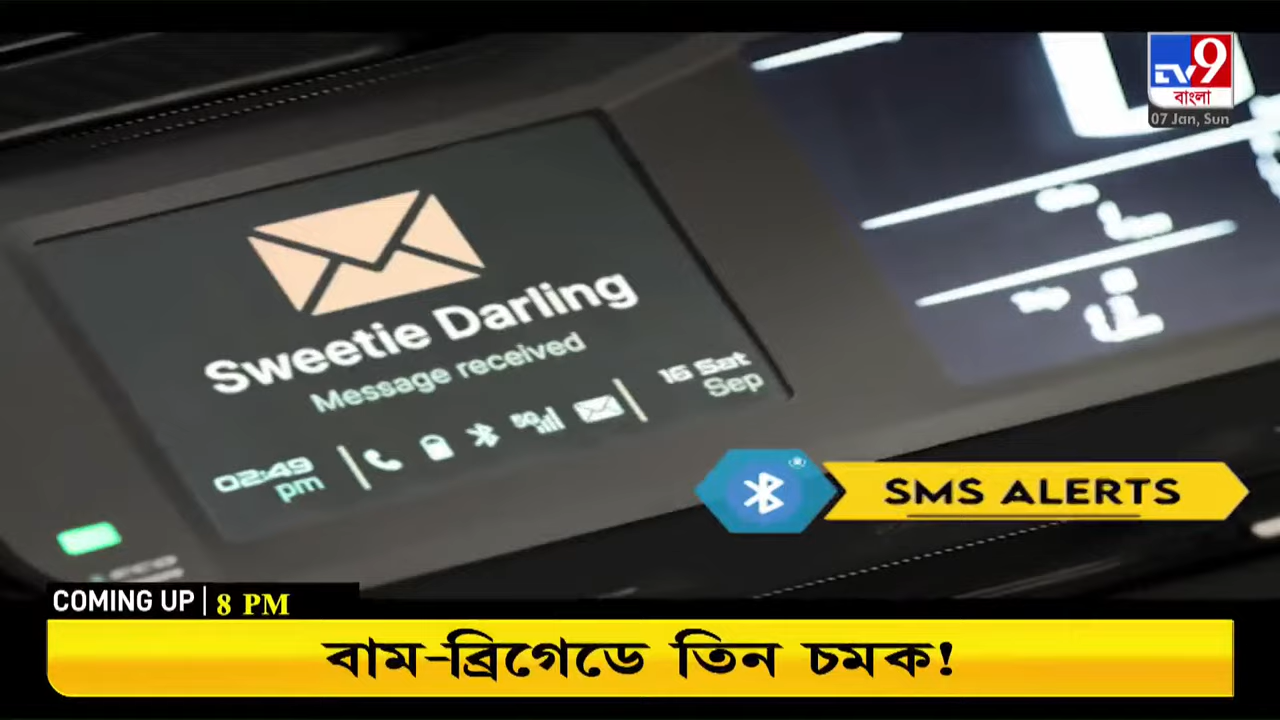 TV9
বাংলা
07 Jan, Sun
Sweetie Darling
Message received
02:49
pm
5G
16 Sat
Sep
SMS ALERTS
COMING UP
8 PM
বাম-ব্রিগেডে তিন চমক!